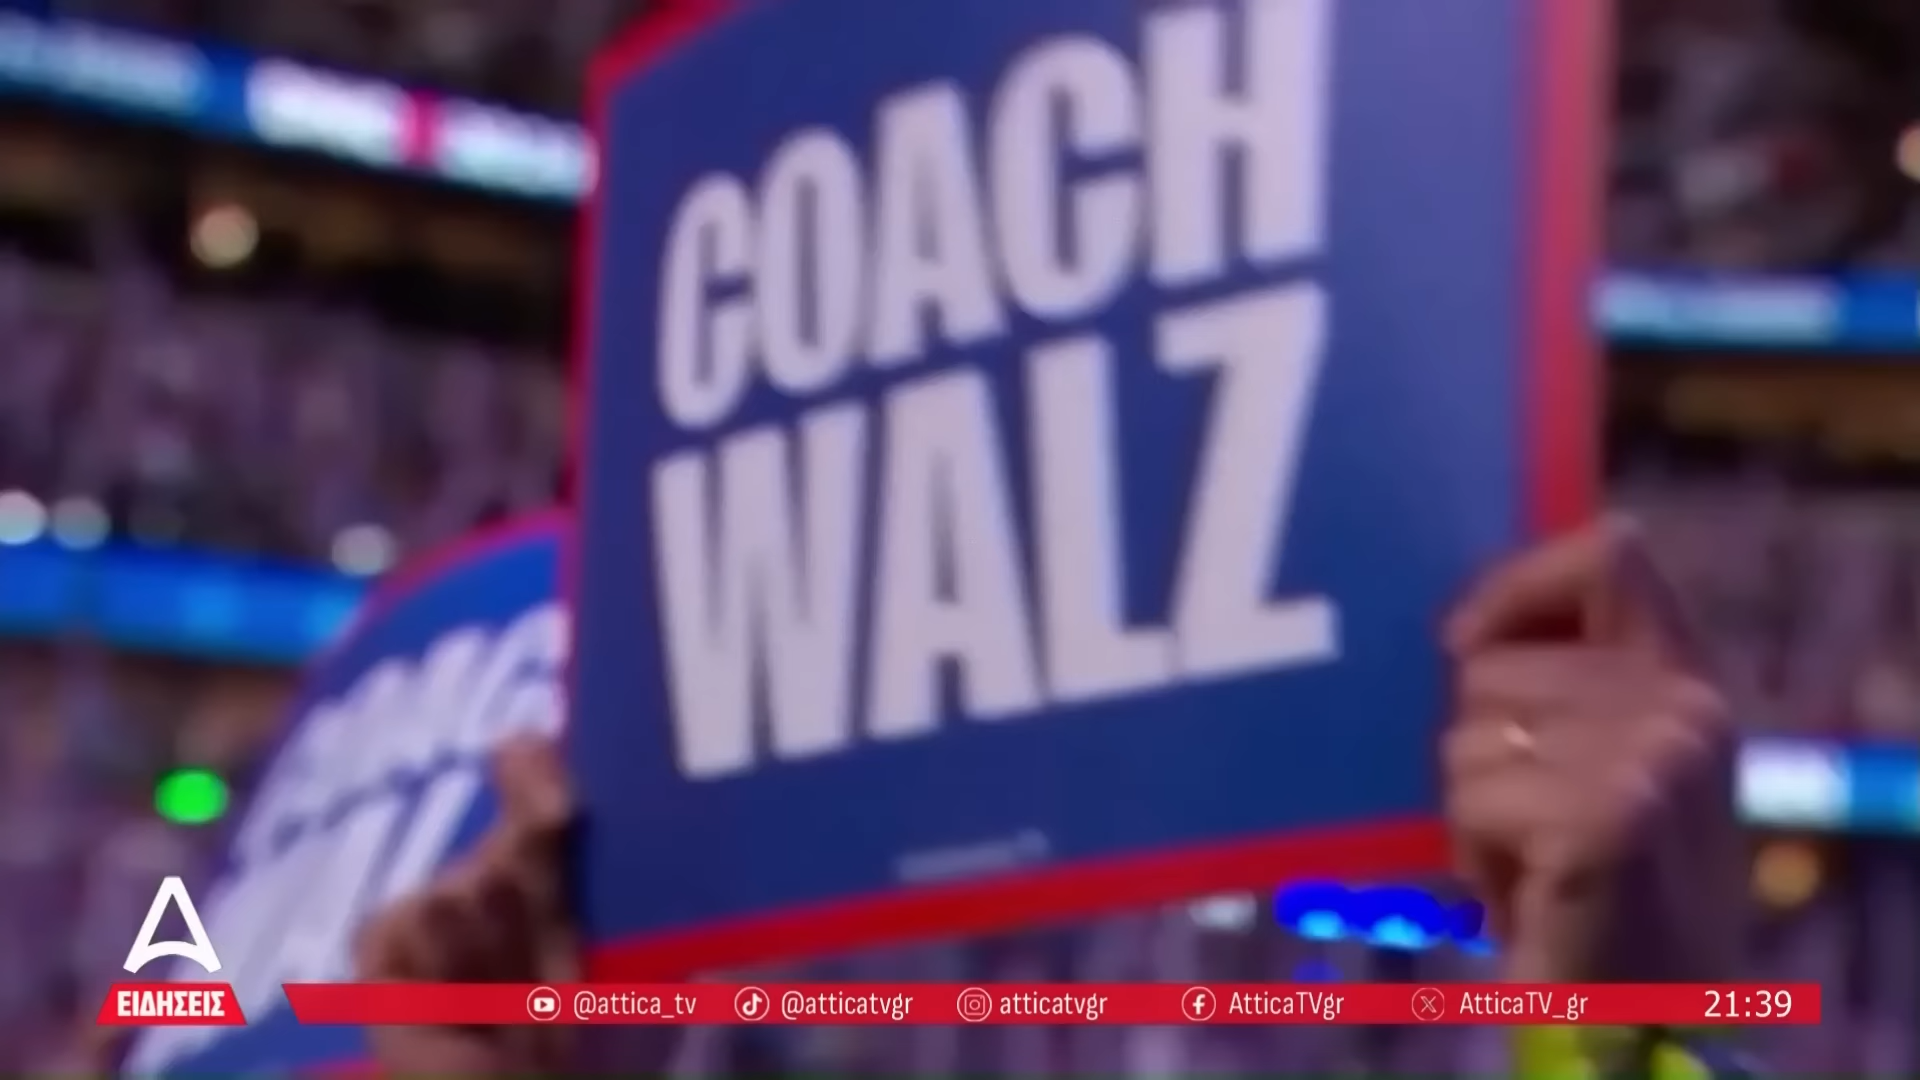 COACH
WALZ
ΕΙΔΗΣΕΙΣ
@attica_tv
@atticatvgr
atticatvgr
AtticaTVgr
AtticaTV_gr
21:39